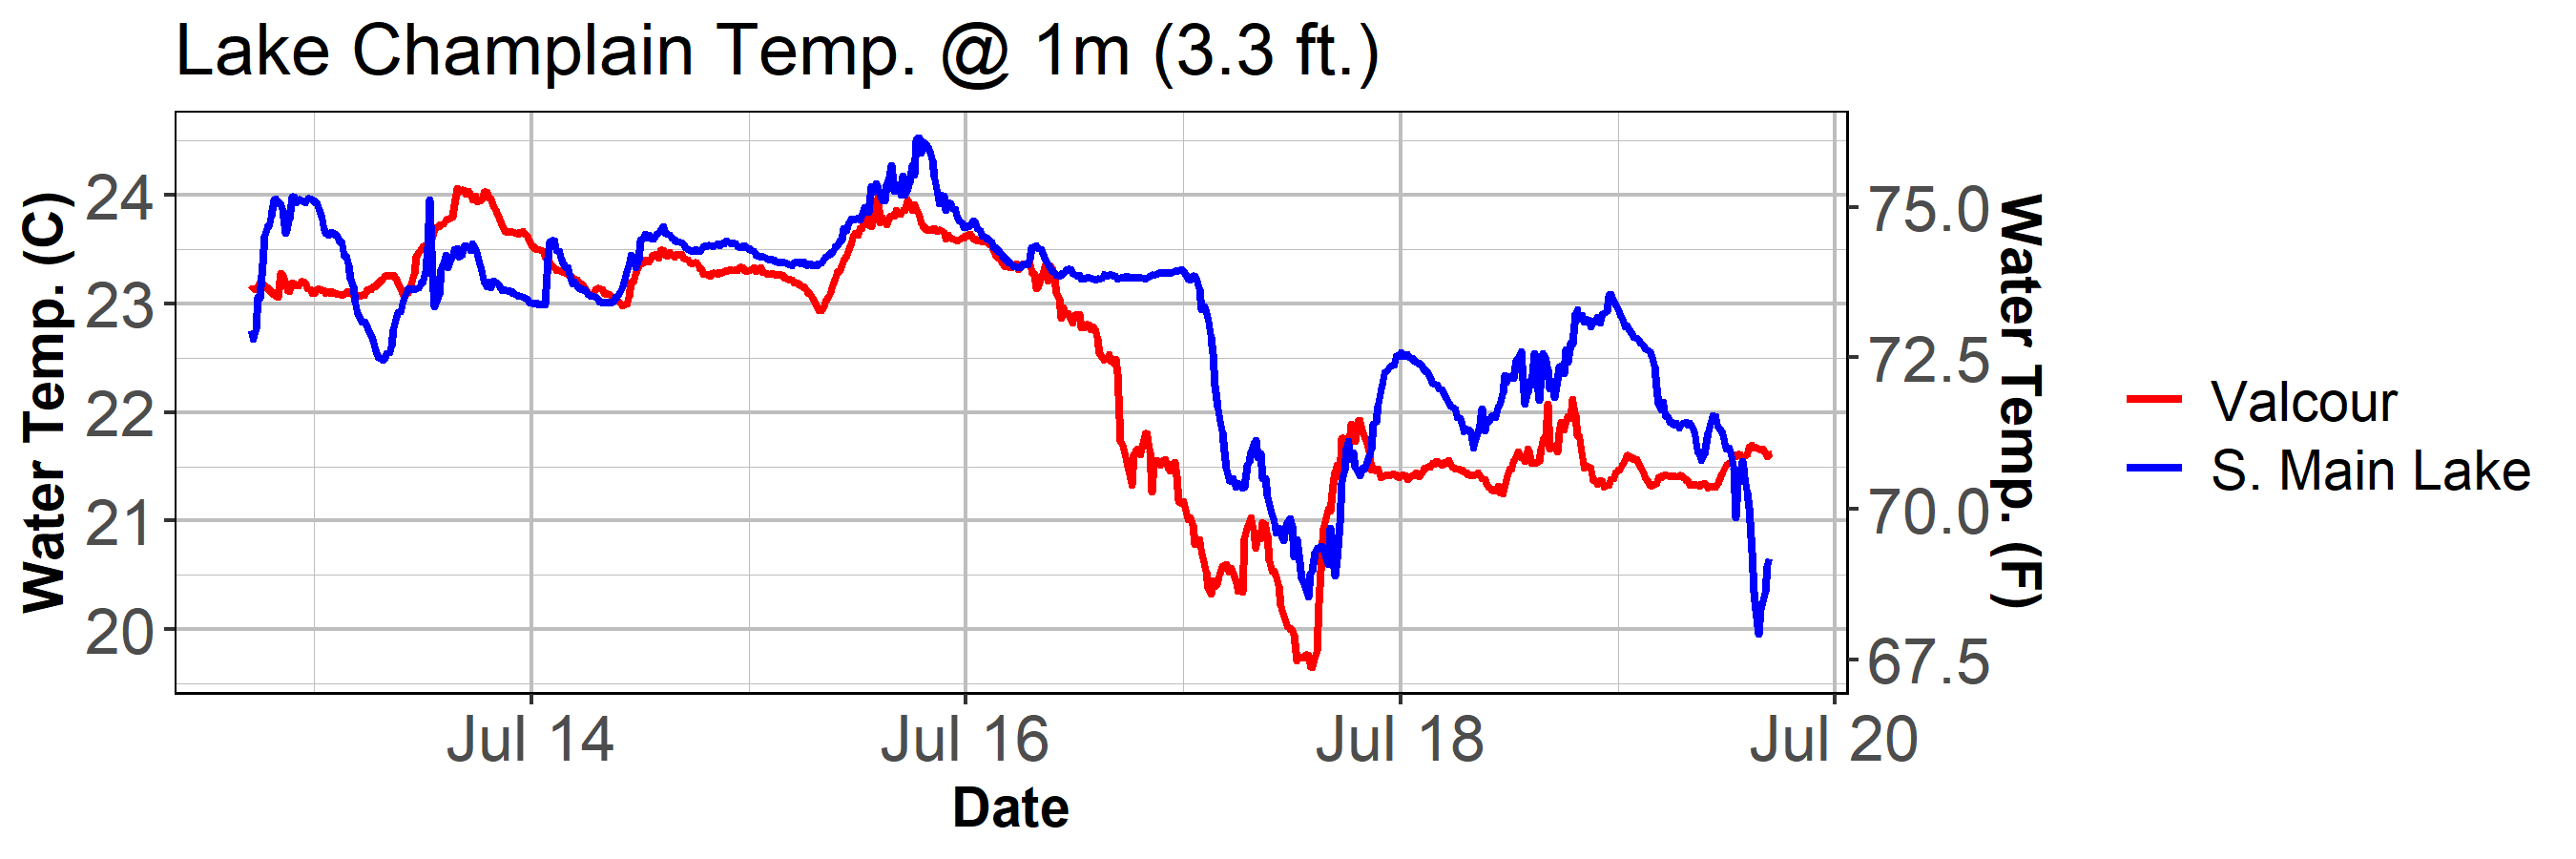 Lake Champlain Temp. @ 1m (3.3 ft.)
Water Temp. (C)
24
23
22
21
20
75.0
72.5
70.0
67.5
Water Temp. (F)
Jul 14
Jul 16
Jul 18
Jul 20
Date
Valcour
S. Main Lake